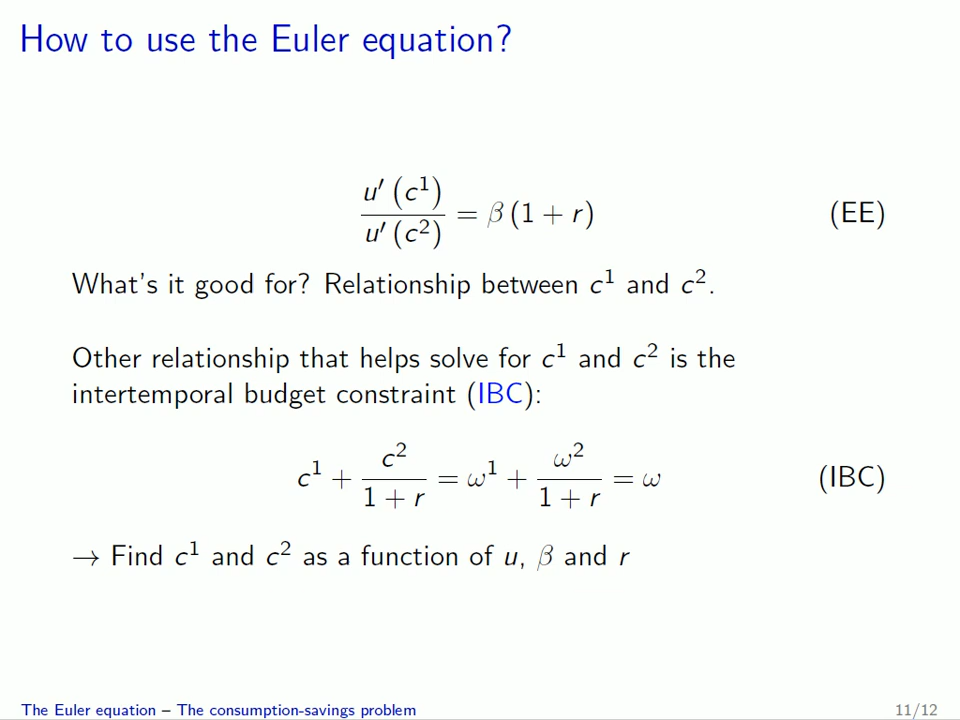 How to use the Euler equation?
u′(c¹) / u′(c²) = β(1 + r) (EE)
What's it good for? Relationship between c¹ and c².
Other relationship that helps solve for c¹ and c² is the
intertemporal budget constraint (IBC):
c¹ + c² / (1 + r) = ω¹ + ω² / (1 + r) = ω (IBC)
→ Find c¹ and c² as a function of u, β and r
The Euler equation – The consumption-savings problem 11/12